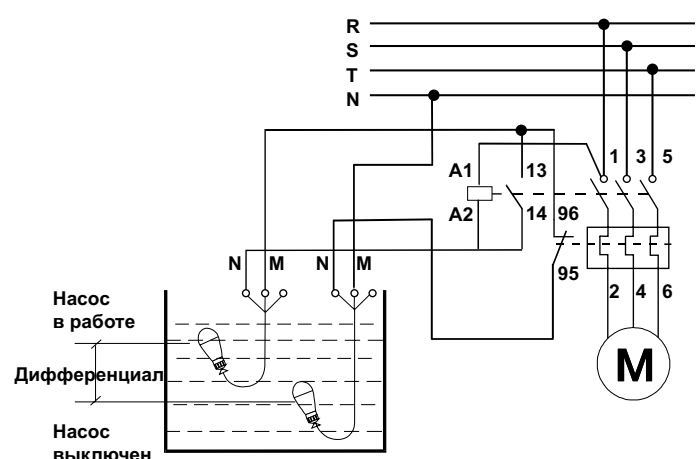 R
S
T
N
1 3 5
A1 13
A2 14 96
95
N M N M
2 4 6
M
Насос
в работе
Дифференциал
Насос
выключен